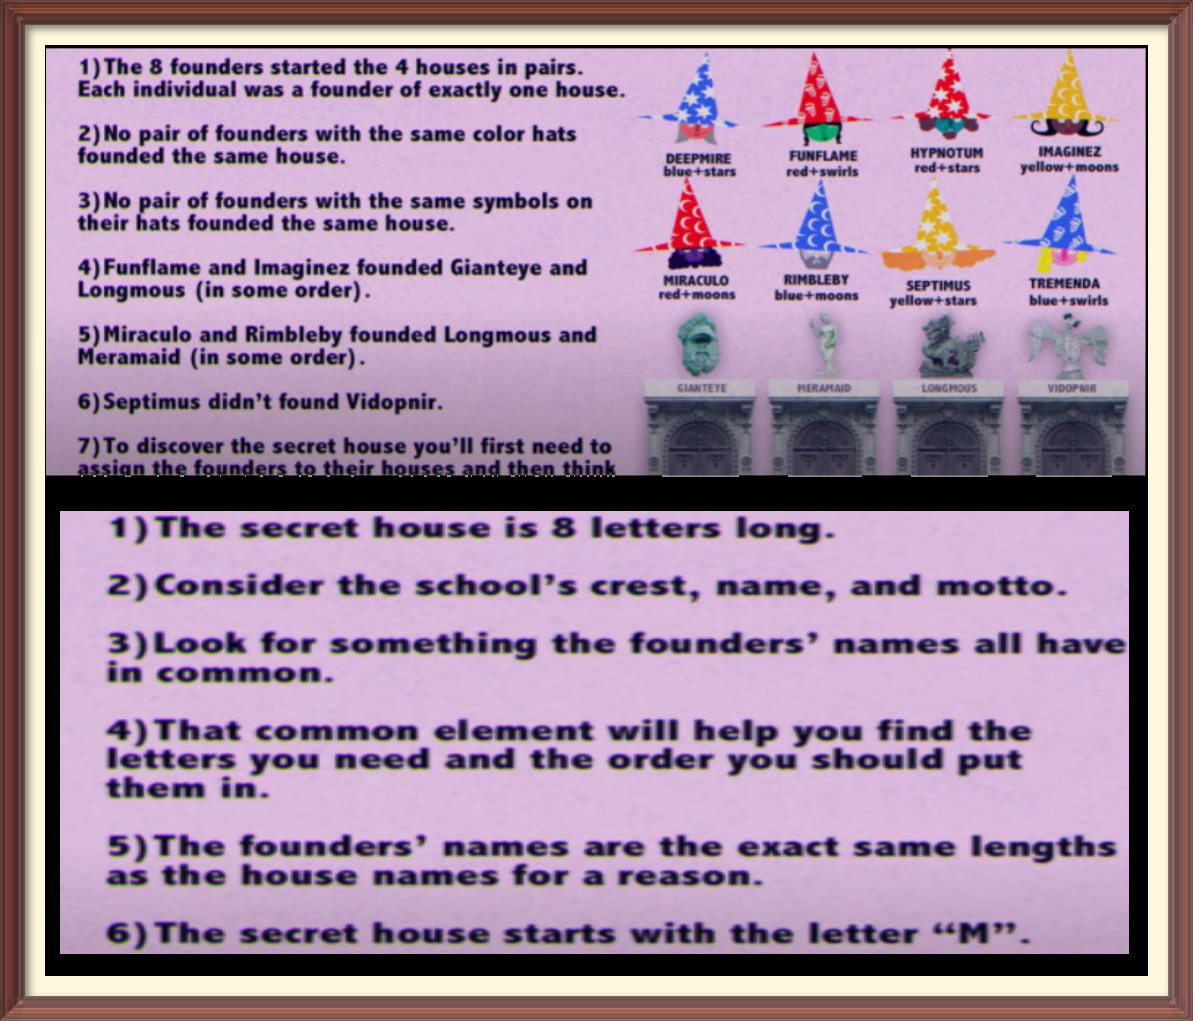 1)The 8 founders started the 4 houses in pairs.
Each individual was a founder of exactly one house.
2)No pair of founders with the same color hats
founded the same house.
3)No pair of founders with the same symbols on
their hats founded the same house.
4)Funflame and Imaginez founded Gianteye and
Longmous (in some order).
5)Miraculo and Rimbleby founded Longmous and
Meramaid (in some order).
6)Septimus didn't found Vidopnir.
7)To discover the secret house you'll first need to
assign the founders to their houses and then think
DEEPMIRE
blue+stars
FUNFLAME
red+swirls
HYPNOTUM
red+stars
IMAGINEZ
yellow+moons
MIRACULO
red+moons
RIMBLEBY
blue+moons
SEPTIMUS
yellow+stars
TREMENDA
blue+swirls
GIANTEYE
MERAMAID
LONGMOUS
VIDOPNIR
1)The secret house is 8 letters long.
2)Consider the school's crest, name, and motto.
3)Look for something the founders' names all have
in common.
4)That common element will help you find the
letters you need and the order you should put
them in.
5)The founders' names are the exact same lengths
as the house names for a reason.
6)The secret house starts with the letter “M”.